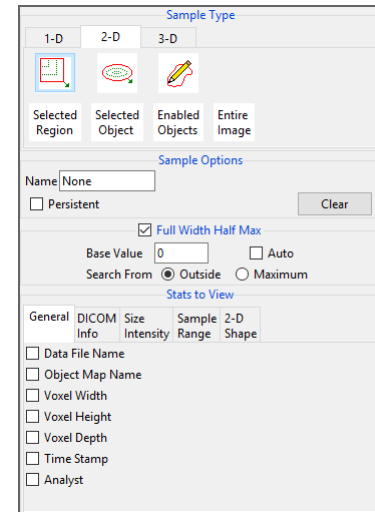 Sample Type
1-D 2-D 3-D
Selected Selected Enabled Entire
Region Object Objects Image
Sample Options
Name None
Persistent Clear
Full Width Half Max
Base Value 0 Auto
Search From Outside Maximum
Stats to View
General DICOM Size Sample 2-D
Info Intensity Range Shape
Data File Name
Object Map Name
Voxel Width
Voxel Height
Voxel Depth
Time Stamp
Analyst